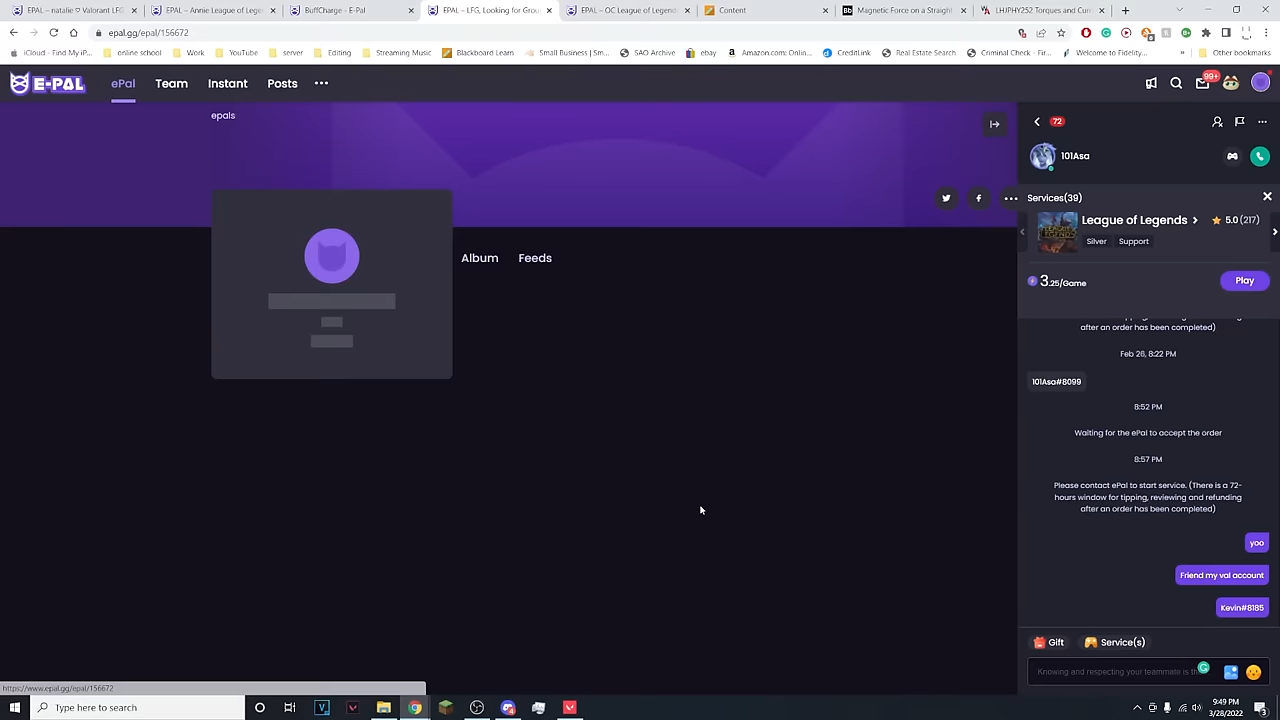 EPAL – natalie ♡ Valorant LFG
EPAL – Annie League of Legen
BuffCharge - E-Pal
EPAL – LFG, Looking for Grou
EPAL – OC League of Legends
Content
Magnetic Force on a Straight
LHJPHY252 Torques and Cur
epal.gg/epal/156672
iCloud - Find My iP...
online school
Work
YouTube
server
Editing
Streaming Music
Blackboard Learn
Small Business | Sm...
SAO Archive
ebay
Amazon.com: Onlin...
CreditLink
Real Estate Search
Criminal Check - Fir...
Welcome to Fidelity...
Other bookmarks
E-PAL
ePal
Team
Instant
Posts
99+
epals
72
101Asa
Services(39)
League of Legends
5.0 (217)
Silver
Support
3.25/Game
Play
Album
Feeds
after an order has been completed)
Feb 26, 8:22 PM
101Asa#8099
8:52 PM
Waiting for the ePal to accept the order
8:57 PM
Please contact ePal to start service. (There is a 72-
hours window for tipping, reviewing and refunding
after an order has been completed)
yoo
Friend my val account
Kevin#8185
Gift
Service(s)
Knowing and respecting your teammate is th
https://www.epal.gg/epal/156672
Type here to search
9:49 PM
3/28/2022